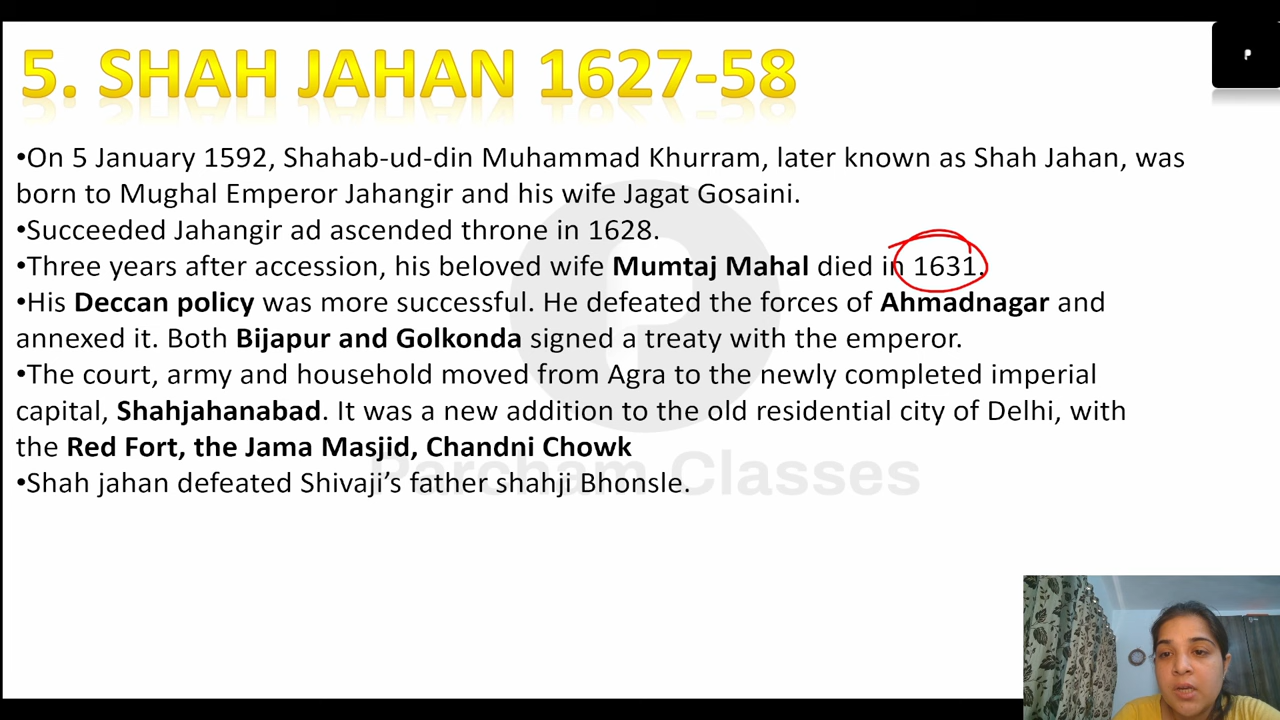 5. SHAH JAHAN 1627-58
P
•On 5 January 1592, Shahab-ud-din Muhammad Khurram, later known as Shah Jahan, was
born to Mughal Emperor Jahangir and his wife Jagat Gosaini.
•Succeeded Jahangir ad ascended throne in 1628.
•Three years after accession, his beloved wife Mumtaj Mahal died in 1631.
•His Deccan policy was more successful. He defeated the forces of Ahmadnagar and
annexed it. Both Bijapur and Golkonda signed a treaty with the emperor.
•The court, army and household moved from Agra to the newly completed imperial
capital, Shahjahanabad. It was a new addition to the old residential city of Delhi, with
the Red Fort, the Jama Masjid, Chandni Chowk
•Shah jahan defeated Shivaji’s father shahji Bhonsle.
Parcham Classes